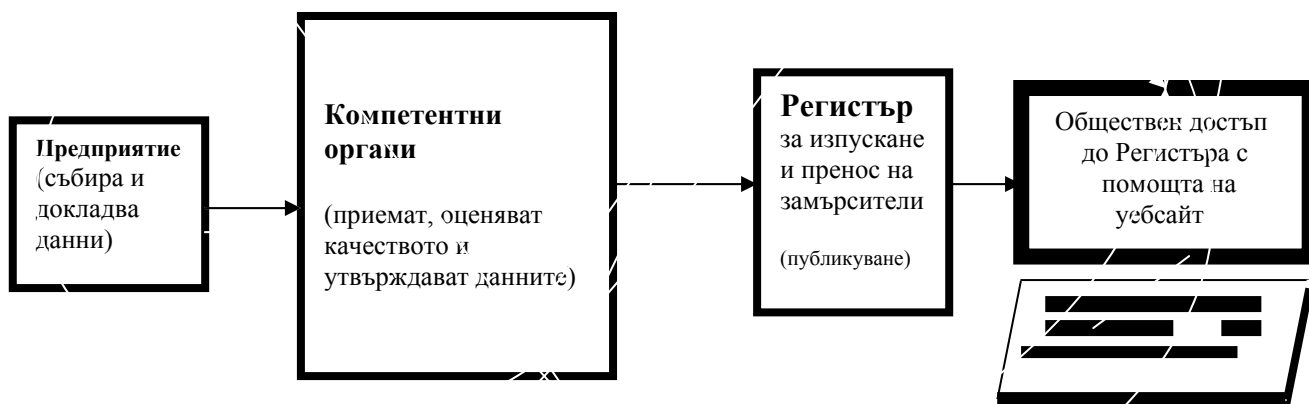 Предприятие
(събира и
докладва
данни)
Компетентни
органи
(приемат, оценяват
качеството и
утвърждават данните)
Регистър
за изпускане
и пренос на
замърсители
(публикуване)
Обществен достъп
до Регистъра с
помощта на
уебсайт